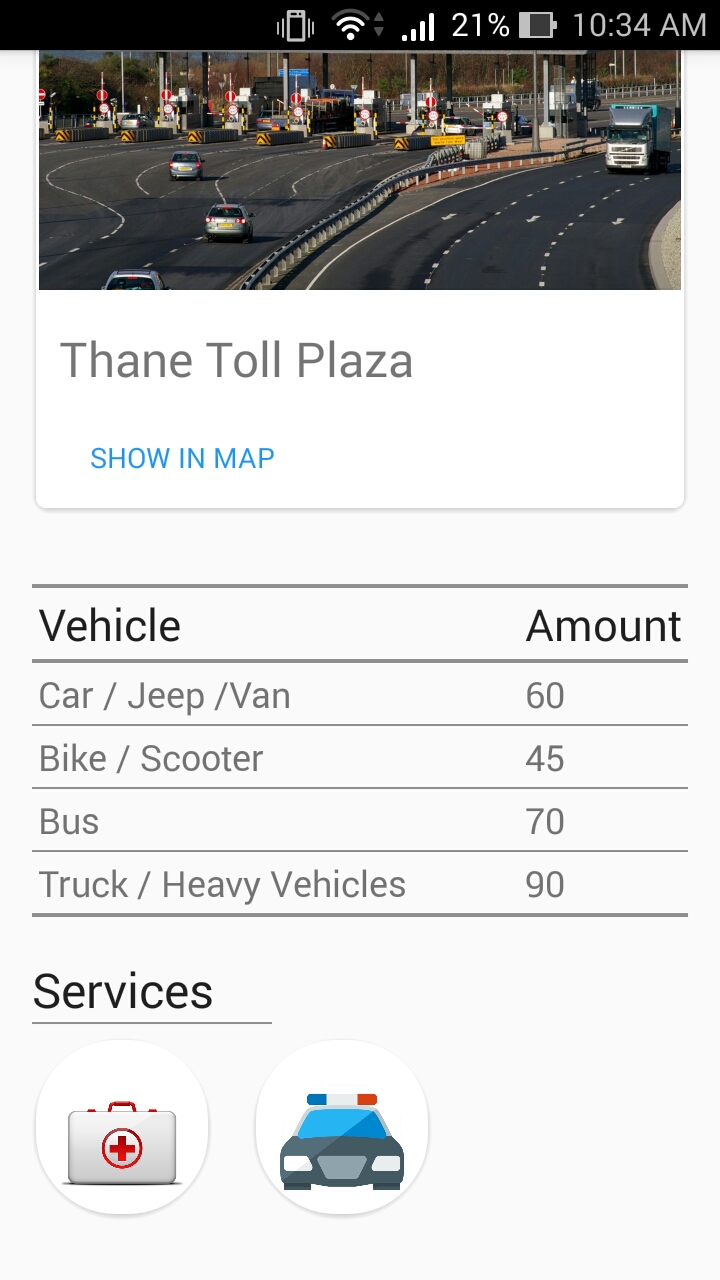 21% 10:34 AM
Thane Toll Plaza
SHOW IN MAP
Vehicle Amount
Car / Jeep /Van 60
Bike / Scooter 45
Bus 70
Truck / Heavy Vehicles 90
Services